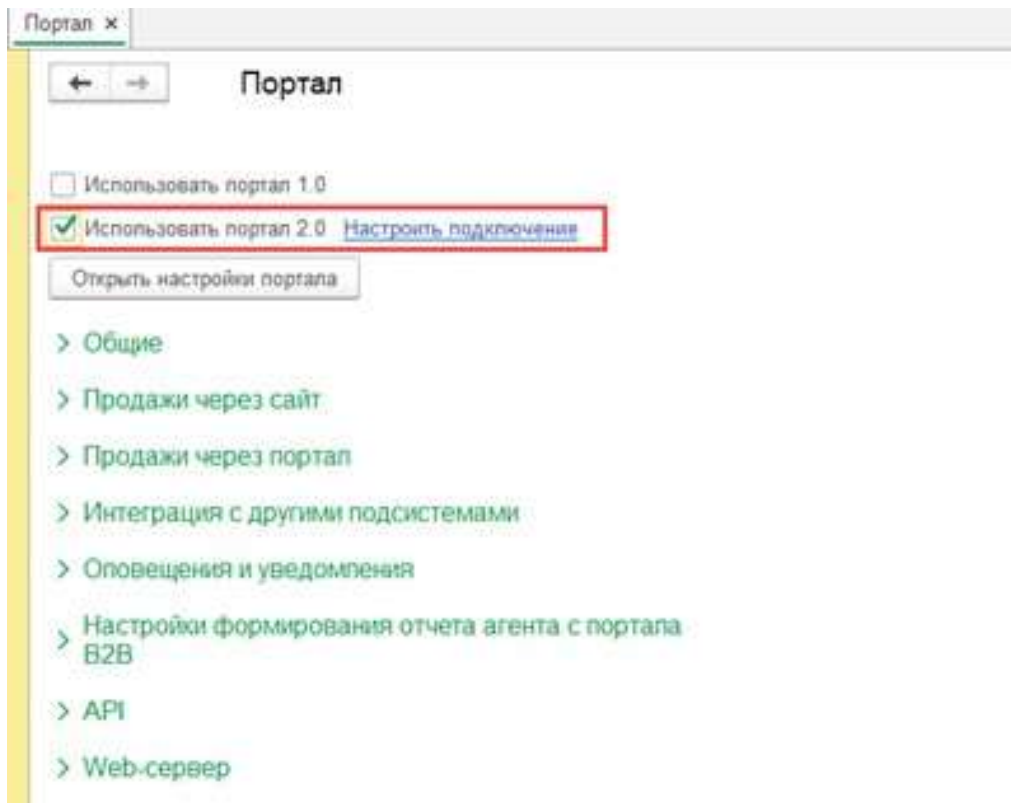 Портал ×
Портал
Использовать портал 1.0
Использовать портал 2.0 Настроить подключение
Открыть настройки портала
Общие
Продажи через сайт
Продажи через портал
Интеграция с другими подсистемами
Оповещения и уведомления
Настройки формирования отчета агента с портала
B2B
API
Web-сервер